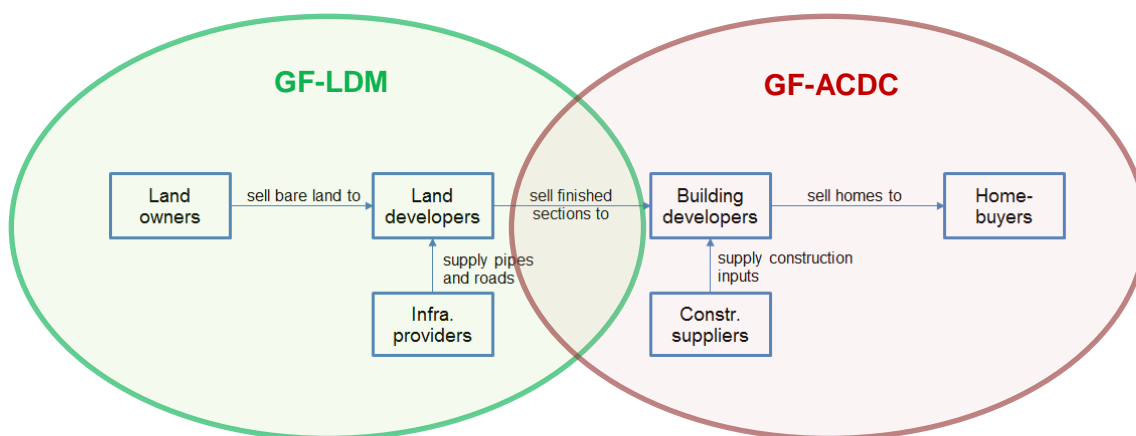 GF-LDM
GF-ACDC
Land
owners
sell bare land to
Land
developers
sell finished
sections to
Building
developers
sell homes to
Home-
buyers
supply pipes
and roads
supply construction
inputs
Infra.
providers
Constr.
suppliers